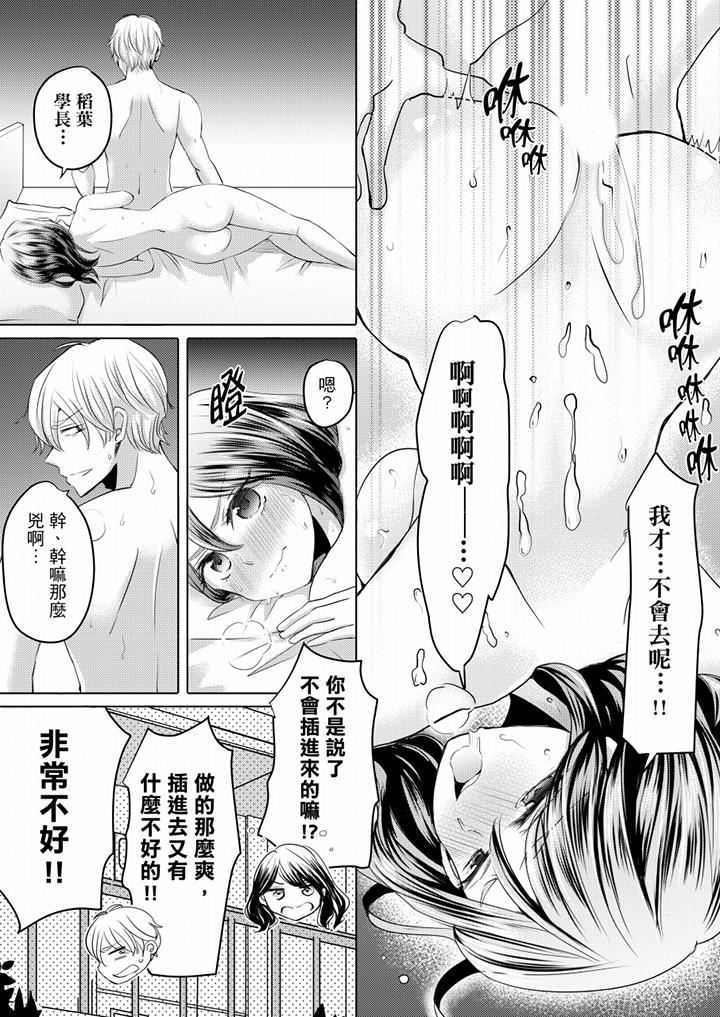 咻
咻
咻
咻
咻
咻
咻
咻
我才⋯不會去呢⋯!!
啊啊啊啊啊——⋯♡♡
稻葉
學長⋯
嗯？
瞪
幹、幹嘛那麼
兇啊⋯
你不是說了
不會插進來的嘛!?
做的那麼爽，
插進去又有
什麼不好的!!
非常不好!!